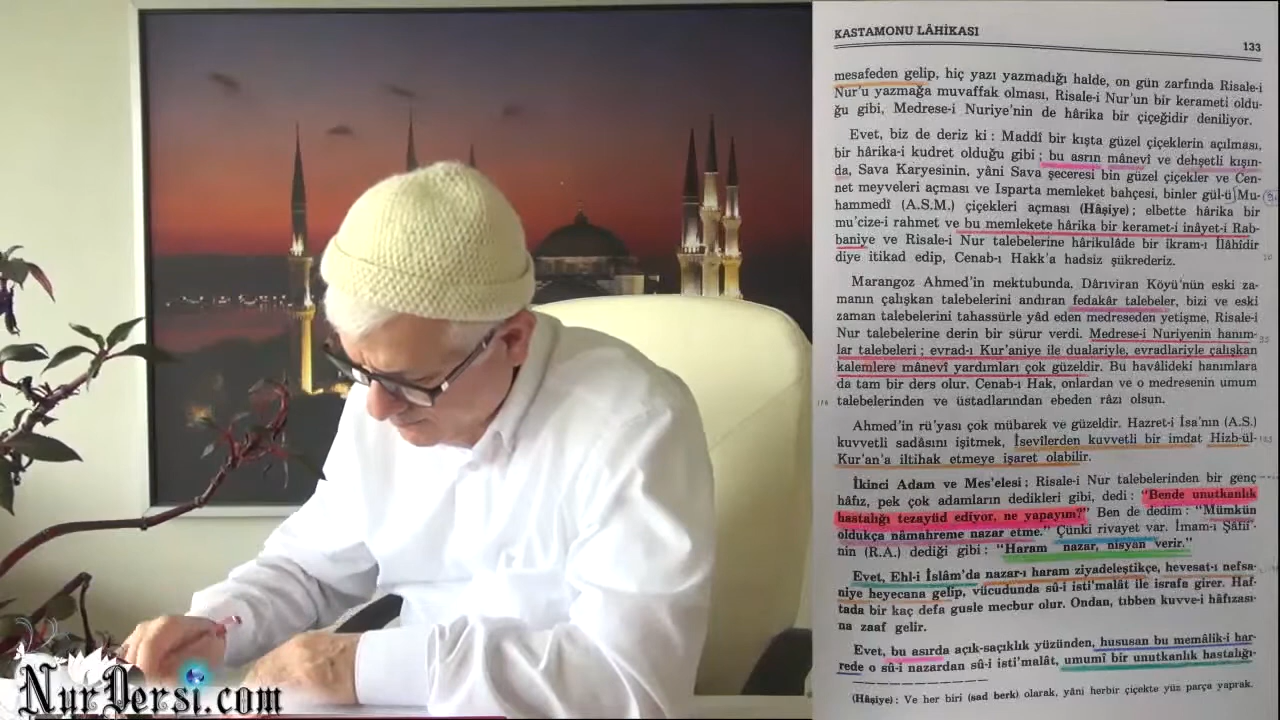 KASTAMONU LÂHİKASI
133
mesafeden gelip, hiç yazı yazmadığı halde, on gün zarfında Risale-i
Nur'u yazmağa muvaffak olması, Risale-i Nur'un bir kerameti oldu-
ğu gibi, Medrese-i Nuriye'nin de hârika bir çiçeğidir deniliyor.
Evet, biz de deriz ki : Maddî bir kışta güzel çiçeklerin açılması,
bir hârika-i kudret olduğu gibi ; bu asrın mânevî ve dehşetli kışın-
da, Sava Karyesinin, yâni Sava şeceresi bin güzel çiçekler ve Cen-
net meyveleri açması ve Isparta memleket bahçesi, binler gül-ü Mu-
hammedî (A.S.M.) çiçekleri açması (Hâşiye) ; elbette hârika bir
mu'cize-i rahmet ve bu memlekete hârika bir keramet-i inâyet-i Rab-
baniye ve Risale-i Nur talebelerine hârikulâde bir ikram-ı İlâhîdir
diye itikad edip, Cenab-ı Hakk'a hadsiz şükrederiz.
Marangoz Ahmed'in mektubunda, Dârıviran Köyü'nün eski za-
manın çalışkan talebelerini andıran fedakâr talebeler, bizi ve eski
zaman talebelerini tahassürle yâd eden medreseden yetişme, Risale-i
Nur talebelerine derin bir sürur verdi. Medrese-i Nuriyenin hanım-
lar talebeleri ; evrad-ı Kur'aniye ile dualariyle, evradlariyle çalışkan
kalemlere mânevî yardımları çok güzeldir. Bu havâlideki hanımlara
da tam bir ders olur. Cenab-ı Hak, onlardan ve o medresenin umum
talebelerinden ve üstadlarından ebeden râzı olsun.
Ahmed'in rü'yası çok mübarek ve güzeldir. Hazret-i İsa'nın (A.S.)
kuvvetli sadâsını işitmek, İsevîlerden kuvvetli bir imdat Hizb-ül-
Kur'an'a iltihak etmeye işaret olabilir.
İkinci Adam ve Mes'elesi : Risale-i Nur talebelerinden bir genç
hâfız, pek çok adamların dedikleri gibi, dedi : "Bende unutkanlık
hastalığı tezayüd ediyor, ne yapayım?" Ben de dedim : "Mümkün
oldukça nâmahreme nazar etme." Çünki rivayet var. İmam-ı Şâfiî'-
nin (R.A.) dediği gibi : "Haram nazar, nisyan verir."
Evet, Ehl-i İslâm'da nazar-ı haram ziyadeleştikçe, hevesat-ı nefsa-
niye heyecana gelip, vücudunda sû-i isti'malât ile israfa girer. Haf-
tada bir kaç defa gusle mecbur olur. Ondan, tıbben kuvve-i hâfızası-
na zaaf gelir.
Evet, bu asırda açık-saçıklık yüzünden, hususan bu memâlik-i har-
rede o sû-i nazardan sû-i isti'malât, umumî bir unutkanlık hastalığı-
(Hâşiye) : Ve her biri (sad berk) olarak, yâni herbir çiçekte yüz parça yaprak.
NurDersi.com